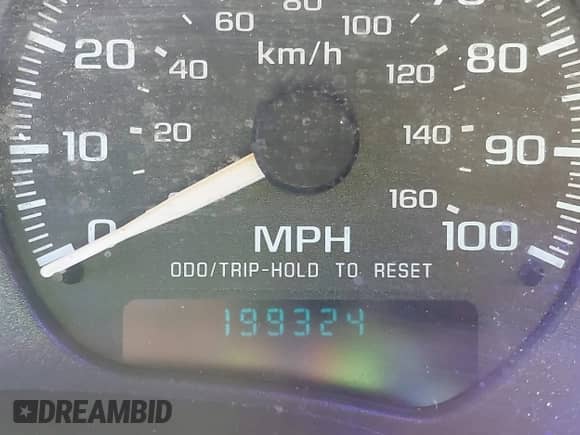 60 80 100
km/h
20 40 120 80
10 20 140 90
0 160 100
MPH
ODO/TRIP-HOLD TO RESET
199324
DREAMBID